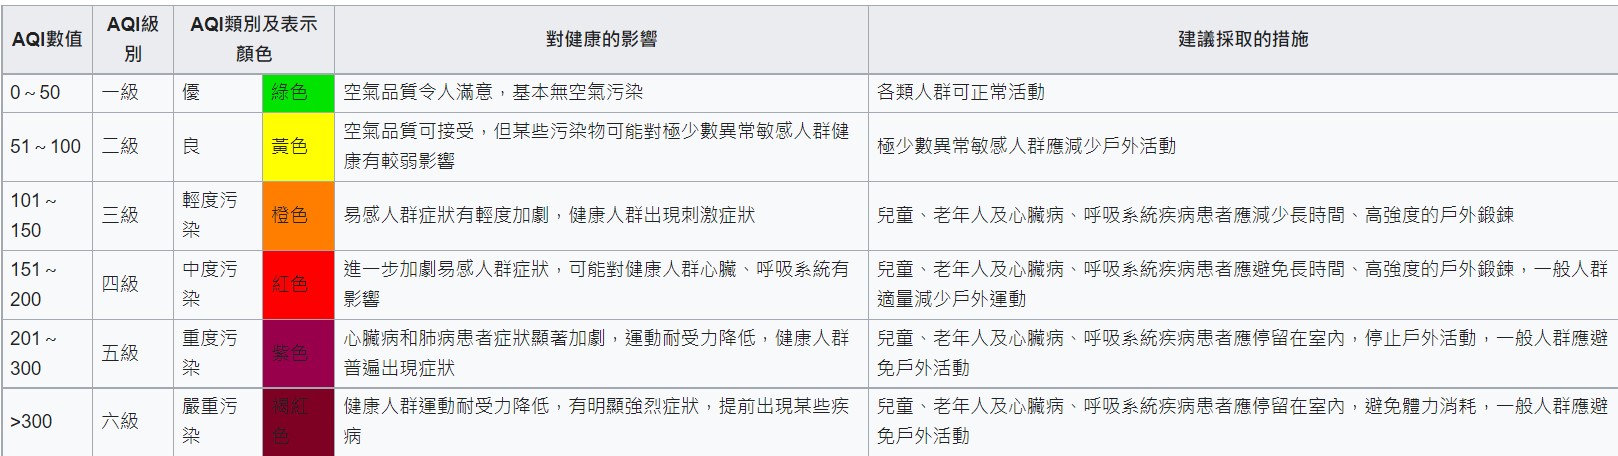 AQI數值 AQI級別 AQI類別及表示顏色 對健康的影響 建議採取的措施
0～50 一級 優 綠色 空氣品質令人滿意，基本無空氣污染 各類人群可正常活動
51～100 二級 良 黃色 空氣品質可接受，但某些污染物可能對極少數異常敏感人群健
康有較弱影響 極少數異常敏感人群應減少戶外活動
101～
150 三級 輕度污
染 橙色 易感人群症狀有輕度加劇，健康人群出現刺激症狀 兒童、老年人及心臟病、呼吸系統疾病患者應減少長時間、高強度的戶外鍛鍊
151～
200 四級 中度污
染 紅色 進一步加劇易感人群症狀，可能對健康人群心臟、呼吸系統有
影響 兒童、老年人及心臟病、呼吸系統疾病患者應避免長時間、高強度的戶外鍛鍊，一般人群
適量減少戶外運動
201～
300 五級 重度污
染 紫色 心臟病和肺病患者症狀顯著加劇，運動耐受力降低，健康人群
普遍出現症狀 兒童、老年人及心臟病、呼吸系統疾病患者應停留在室內，停止戶外活動，一般人群應避
免戶外活動
>300 六級 嚴重污
染 褐紅
色 健康人群運動耐受力降低，有明顯強烈症狀，提前出現某些疾
病 兒童、老年人及心臟病、呼吸系統疾病患者應停留在室內，避免體力消耗，一般人群應避
免戶外活動